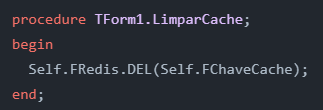 procedure TForm1.LimparCache;
begin
  Self.FRedis.DEL(Self.FChaveCache);
end;